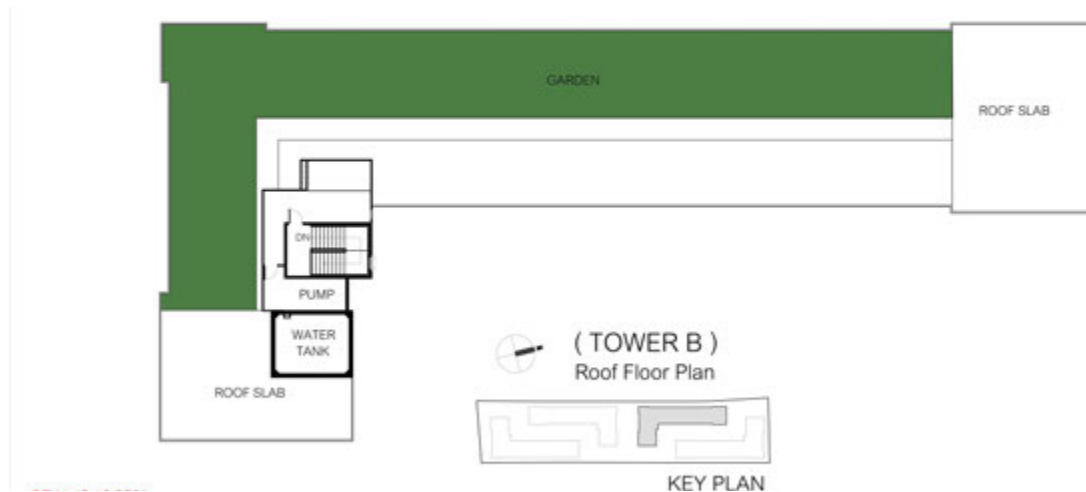 GARDEN
ROOF SLAB
DN
PUMP
WATER
TANK
ROOF SLAB
( TOWER B )
Roof Floor Plan
KEY PLAN